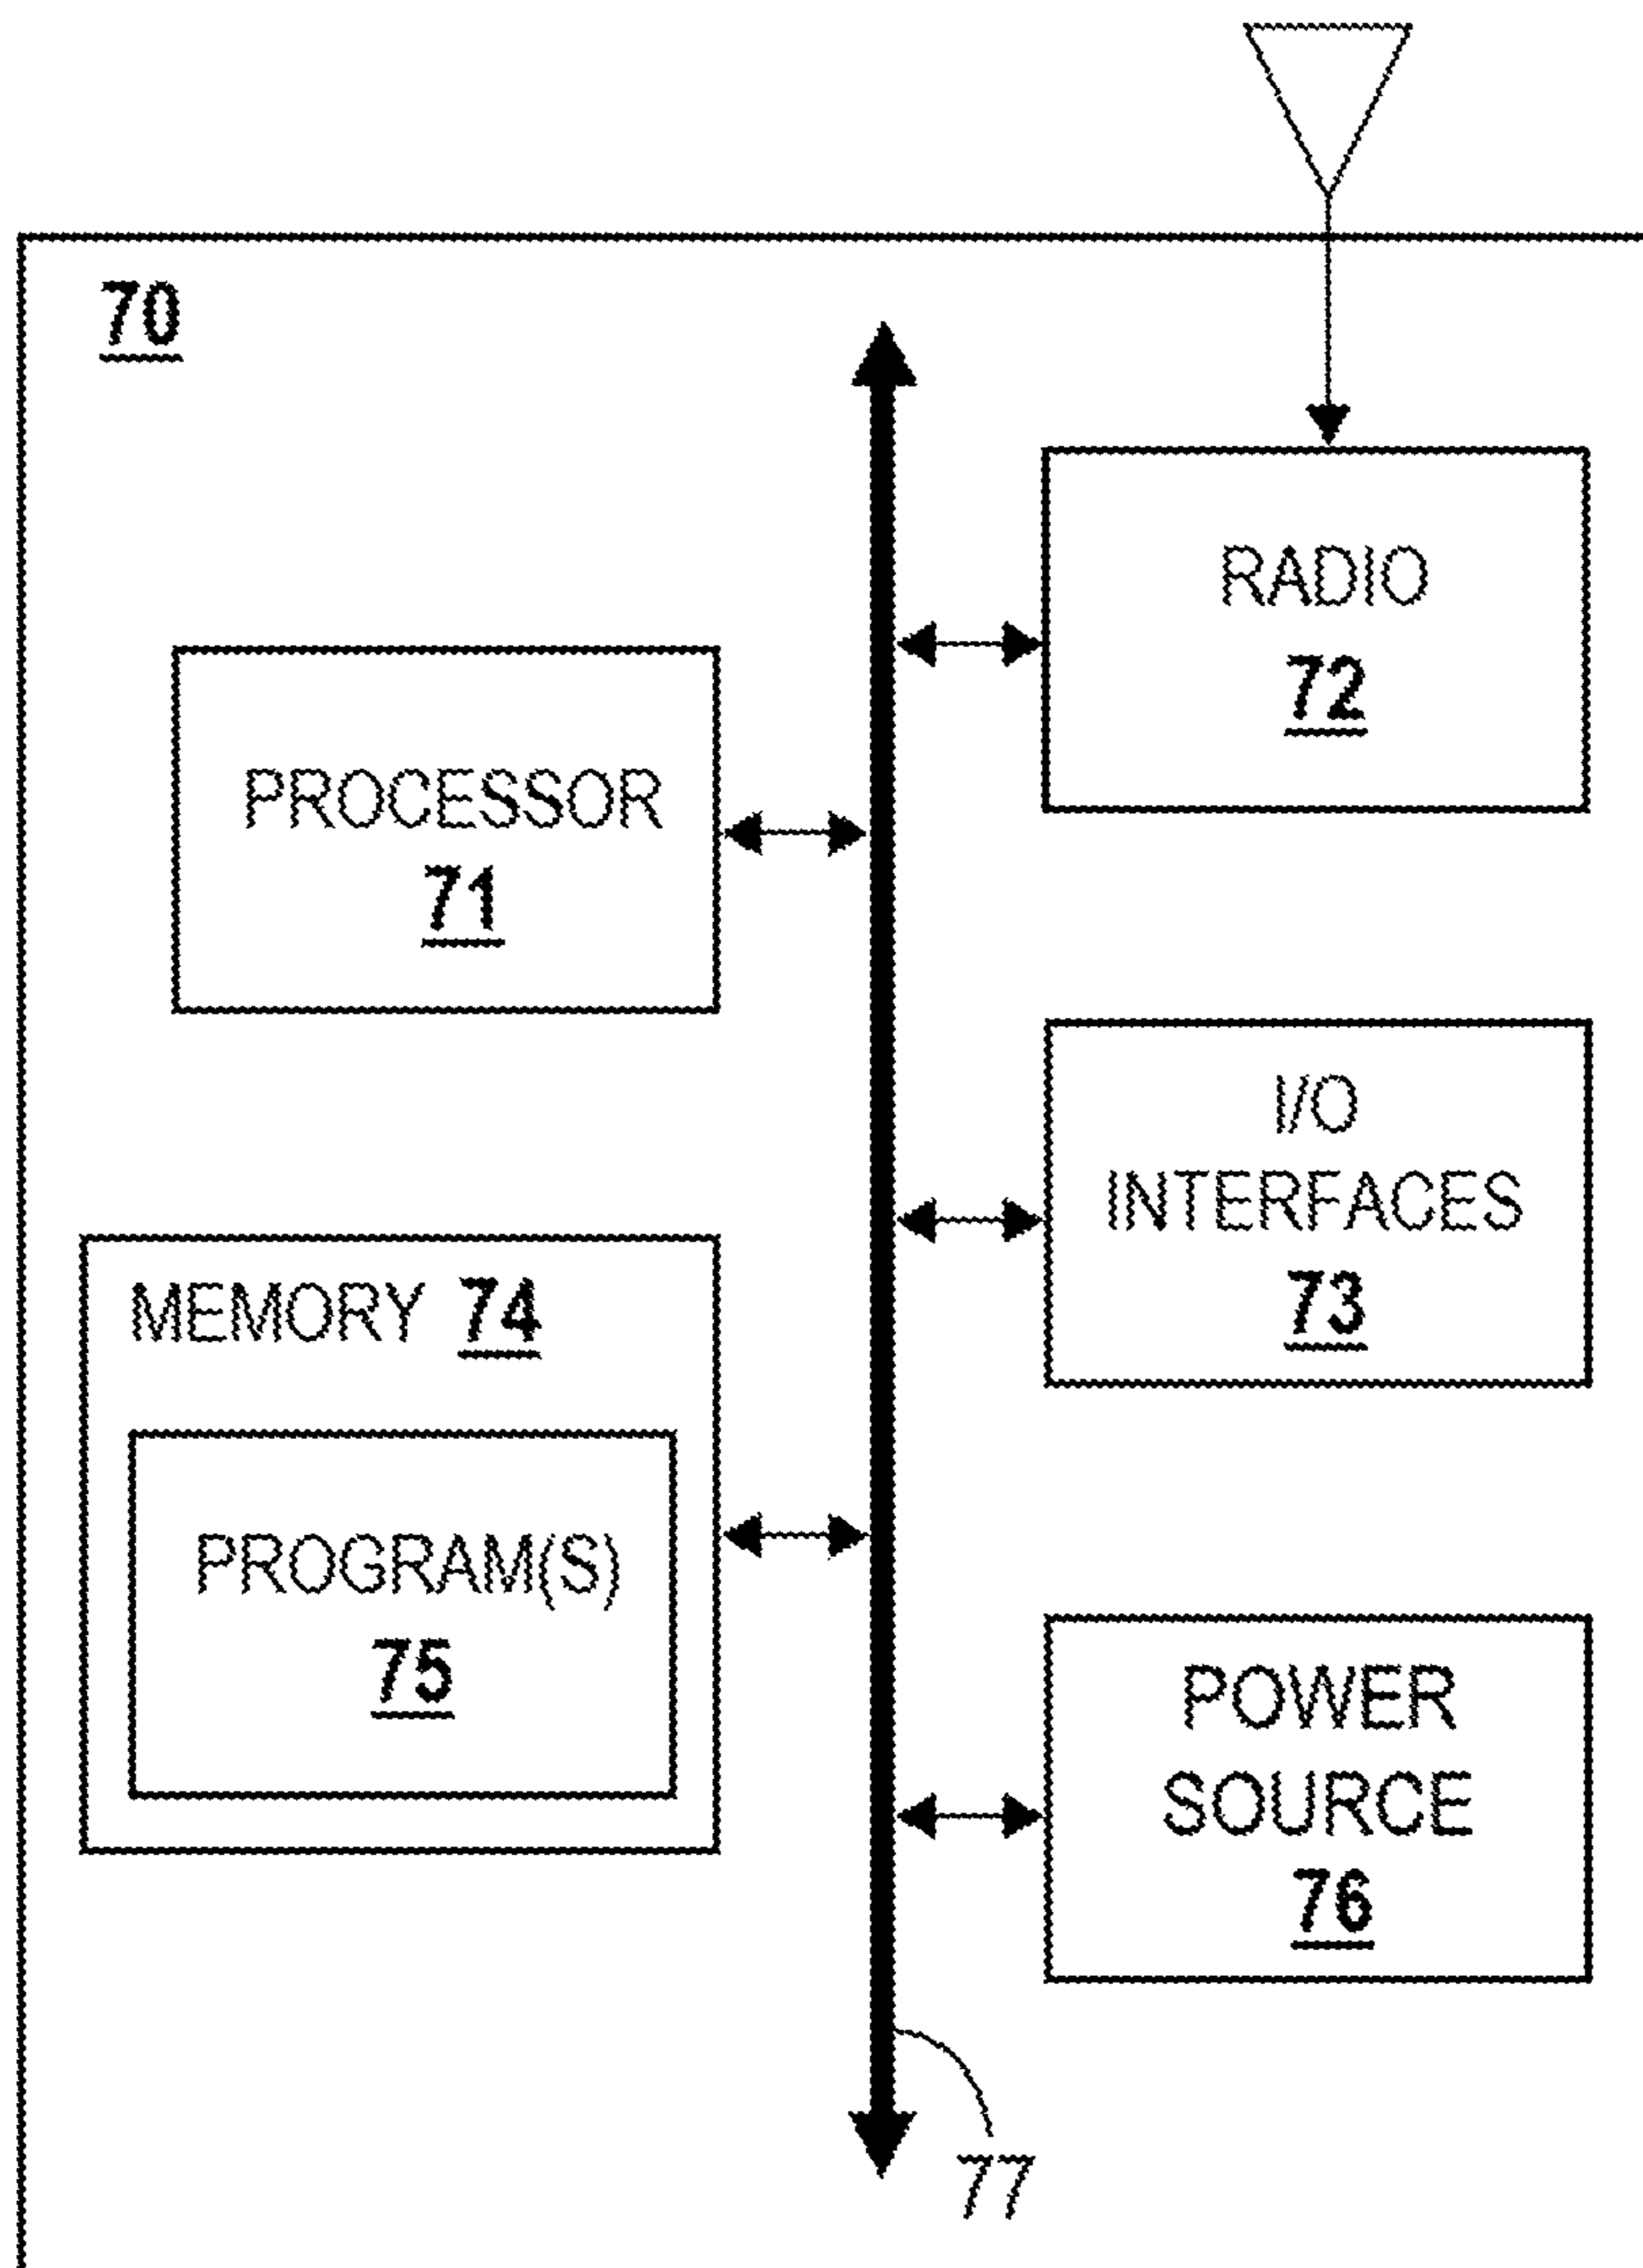 70
RADIO
72
PROCESSOR
71
I/O
INTERFACES
73
MEMORY 74
PROGRAM(S)
75
POWER
SOURCE
76
77